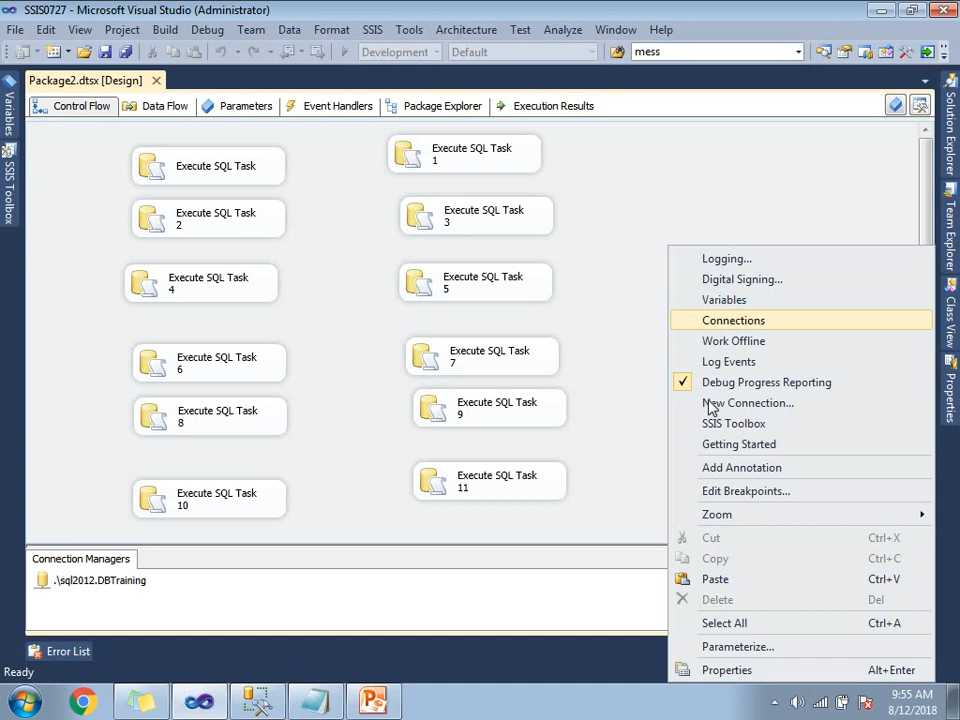 SSIS0727 - Microsoft Visual Studio (Administrator)
File Edit View Project Build Debug Team Data Format SSIS Tools Architecture Test Analyze Window Help
Development Default mess
Package2.dtsx [Design]
Control Flow Data Flow Parameters Event Handlers Package Explorer Execution Results
Variables
SSIS Toolbox
Execute SQL Task
Execute SQL Task
1
Execute SQL Task
2
Execute SQL Task
3
Execute SQL Task
4
Execute SQL Task
5
Execute SQL Task
6
Execute SQL Task
7
Execute SQL Task
8
Execute SQL Task
9
Execute SQL Task
10
Execute SQL Task
11
Logging...
Digital Signing...
Variables
Connections
Work Offline
Log Events
Debug Progress Reporting
New Connection...
SSIS Toolbox
Getting Started
Add Annotation
Edit Breakpoints...
Zoom
Cut Ctrl+X
Copy Ctrl+C
Paste Ctrl+V
Delete Del
Select All Ctrl+A
Parameterize...
Properties Alt+Enter
Solution Explorer
Team Explorer
Class View
Properties
Connection Managers
.\sql2012.DBTraining
Error List
Ready
9:55 AM
8/12/2018